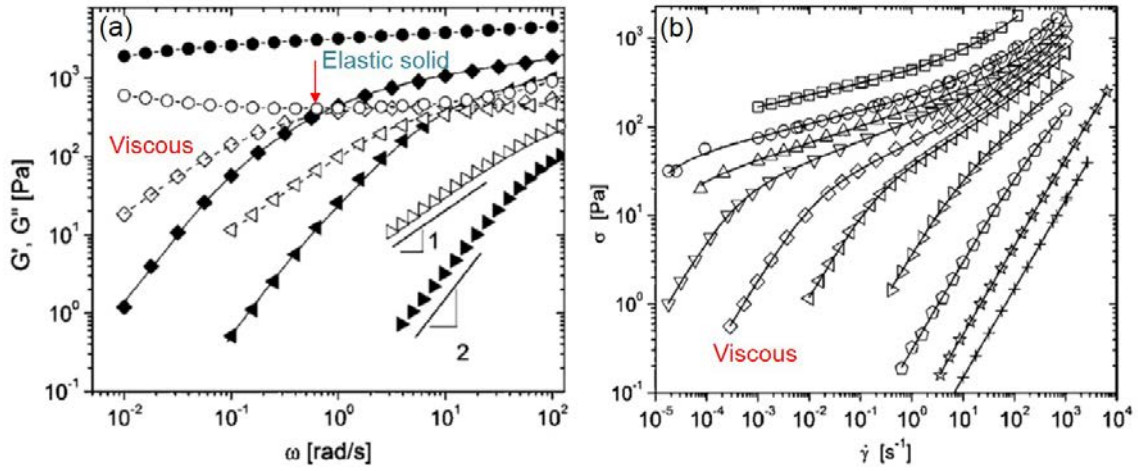 (a)
Elastic solid
Viscous
G', G'' [Pa]
10³
10²
10¹
10⁰
10⁻¹
1
2
10⁻² 10⁻¹ 10⁰ 10¹ 10²
ω [rad/s]
(b)
Viscous
σ [Pa]
10³
10²
10¹
10⁰
10⁻¹
10⁻⁵ 10⁻⁴ 10⁻³ 10⁻² 10⁻¹ 10⁰ 10¹ 10² 10³ 10⁴
γ̇ [s⁻¹]